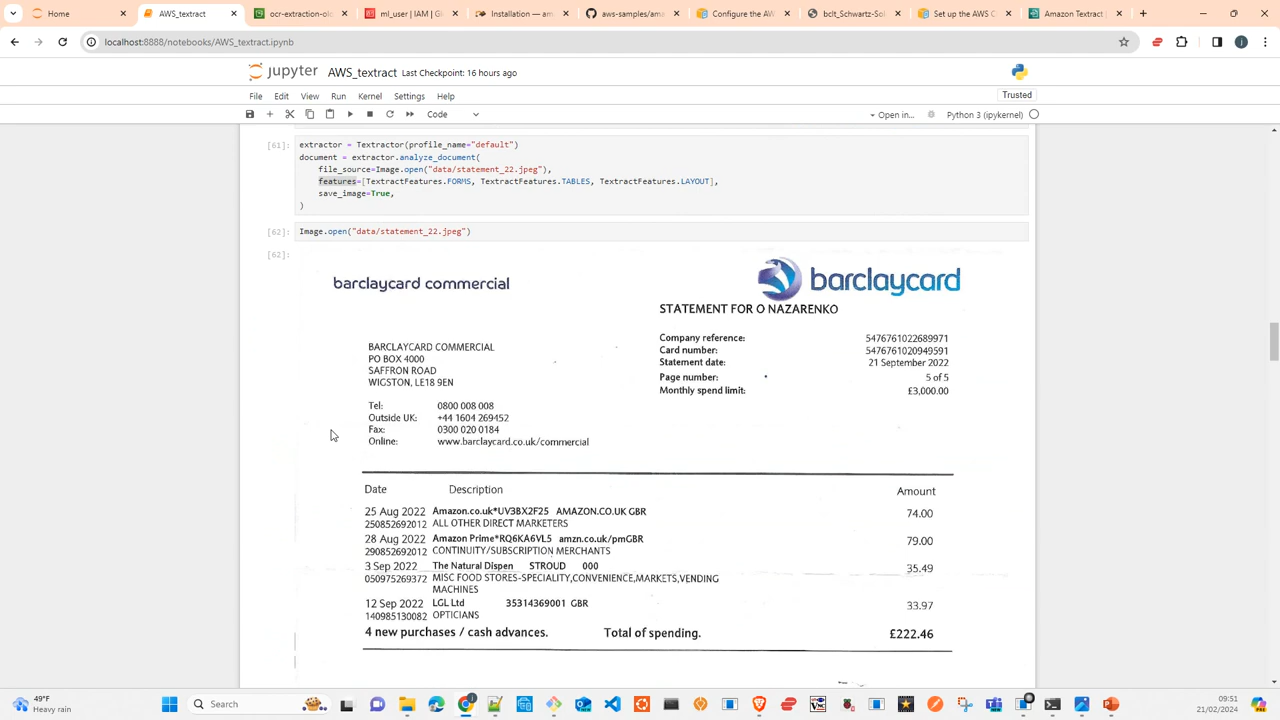 Home
AWS_textract
ocr-extraction-ol
ml_user | IAM | Gl
Installation — am
aws-samples/ama
Configure the AW
bclt_Schwartz-Sol
Set up the AWS C
Amazon Textract
localhost:8888/notebooks/AWS_textract.ipynb
jupyter AWS_textract Last Checkpoint: 16 hours ago
File Edit View Run Kernel Settings Help
Trusted
Code
Open in...
Python 3 (ipykernel)
[61]:
extractor = Textractor(profile_name="default")
document = extractor.analyze_document(
file_source=Image.open("data/statement_22.jpeg"),
features=[TextractFeatures.FORMS, TextractFeatures.TABLES, TextractFeatures.LAYOUT],
save_image=True,
)
[62]: Image.open("data/statement_22.jpeg")
[62]:
barclaycard commercial
barclaycard
STATEMENT FOR O NAZARENKO
Company reference: 5476761022689971
Card number: 5476761020949591
Statement date: 21 September 2022
Page number: 5 of 5
Monthly spend limit: £3,000.00
BARCLAYCARD COMMERCIAL
PO BOX 4000
SAFFRON ROAD
WIGSTON, LE18 9EN
Tel: 0800 008 008
Outside UK: +44 1604 269452
Fax: 0300 020 0184
Online: www.barclaycard.co.uk/commercial
Date Description Amount
25 Aug 2022 Amazon.co.uk*UV3BX2F25 AMAZON.CO.UK GBR 74.00
250852692012 ALL OTHER DIRECT MARKETERS
28 Aug 2022 Amazon Prime*RQ6KA6VL5 amzn.co.uk/pmGBR 79.00
290852692012 CONTINUITY/SUBSCRIPTION MERCHANTS
3 Sep 2022 The Natural Dispen STROUD 000 35.49
050975269372 MISC FOOD STORES-SPECIALITY,CONVENIENCE,MARKETS,VENDING
MACHINES
12 Sep 2022 LGL Ltd 35314369001 GBR 33.97
140985130082 OPTICIANS
4 new purchases / cash advances. Total of spending. £222.46
49°F
Heavy rain
Search
09:51
21/02/2024